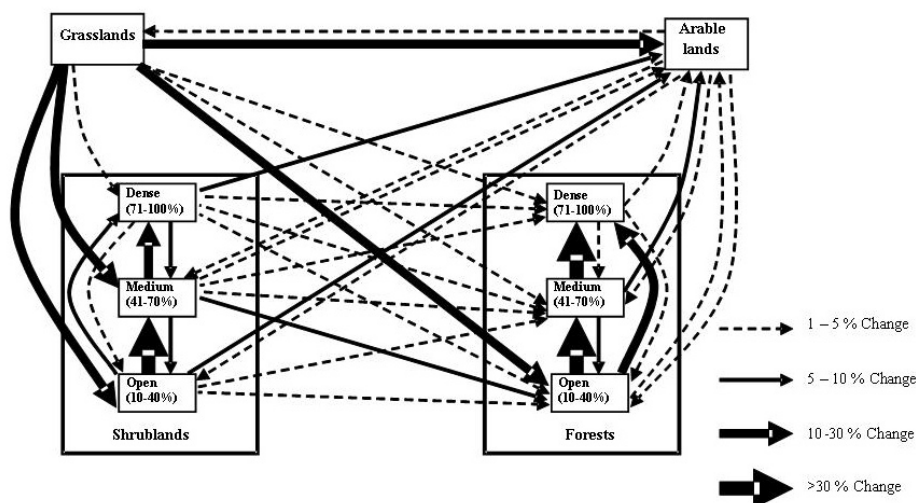 Grasslands
Arable
lands
Dense
(71-100%)
Medium
(41-70%)
Open
(10-40%)
Shrublands
Dense
(71-100%)
Medium
(41-70%)
Open
(10-40%)
Forests
1 – 5 % Change
5 – 10 % Change
10 -30 % Change
>30 % Change